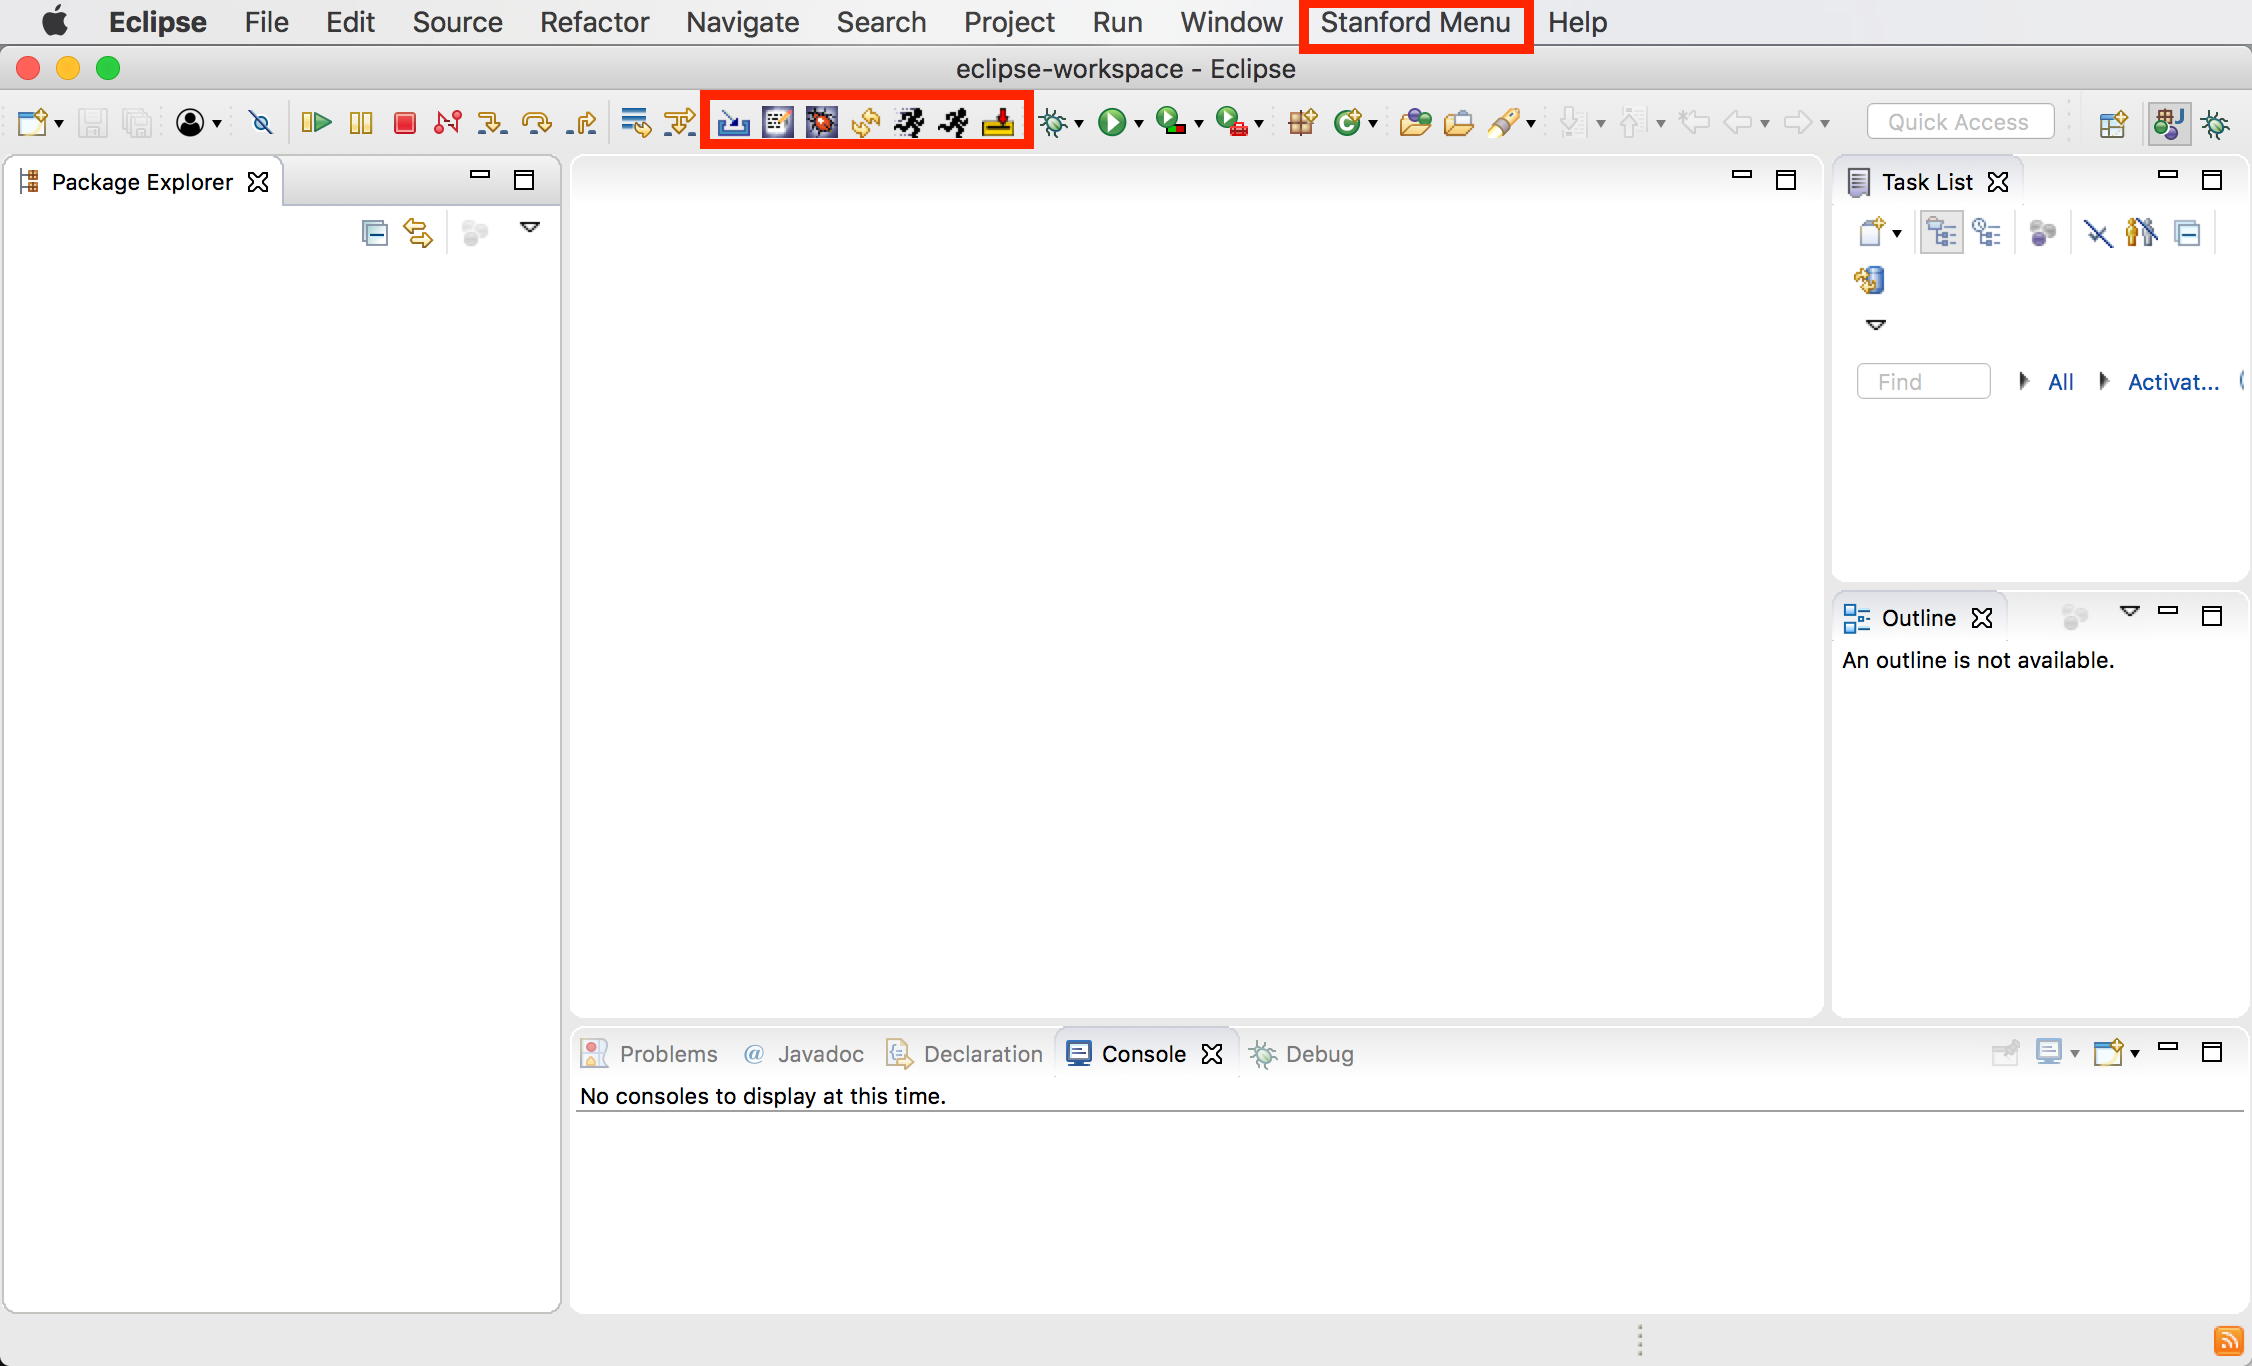 Eclipse File Edit Source Refactor Navigate Search Project Run Window Stanford Menu Help
eclipse-workspace - Eclipse
Quick Access
Package Explorer
Task List
Find All Activat...
Outline
An outline is not available.
Problems @ Javadoc Declaration Console Debug
No consoles to display at this time.